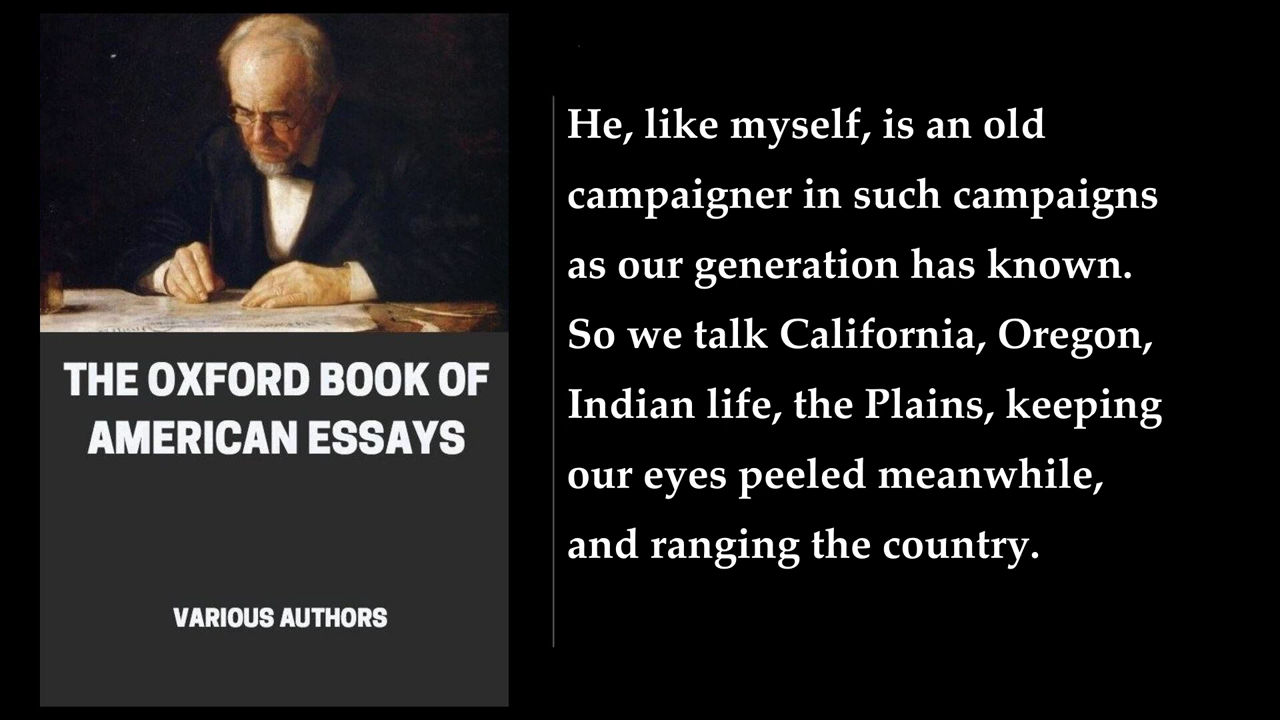 THE OXFORD BOOK OF
AMERICAN ESSAYS
VARIOUS AUTHORS
He, like myself, is an old
campaigner in such campaigns
as our generation has known.
So we talk California, Oregon,
Indian life, the Plains, keeping
our eyes peeled meanwhile,
and ranging the country.